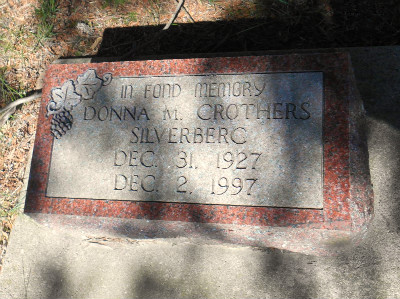 IN FOND MEMORY
DONNA M. CROTHERS
SILVERBERG
DEC. 31, 1927
DEC. 2, 1997